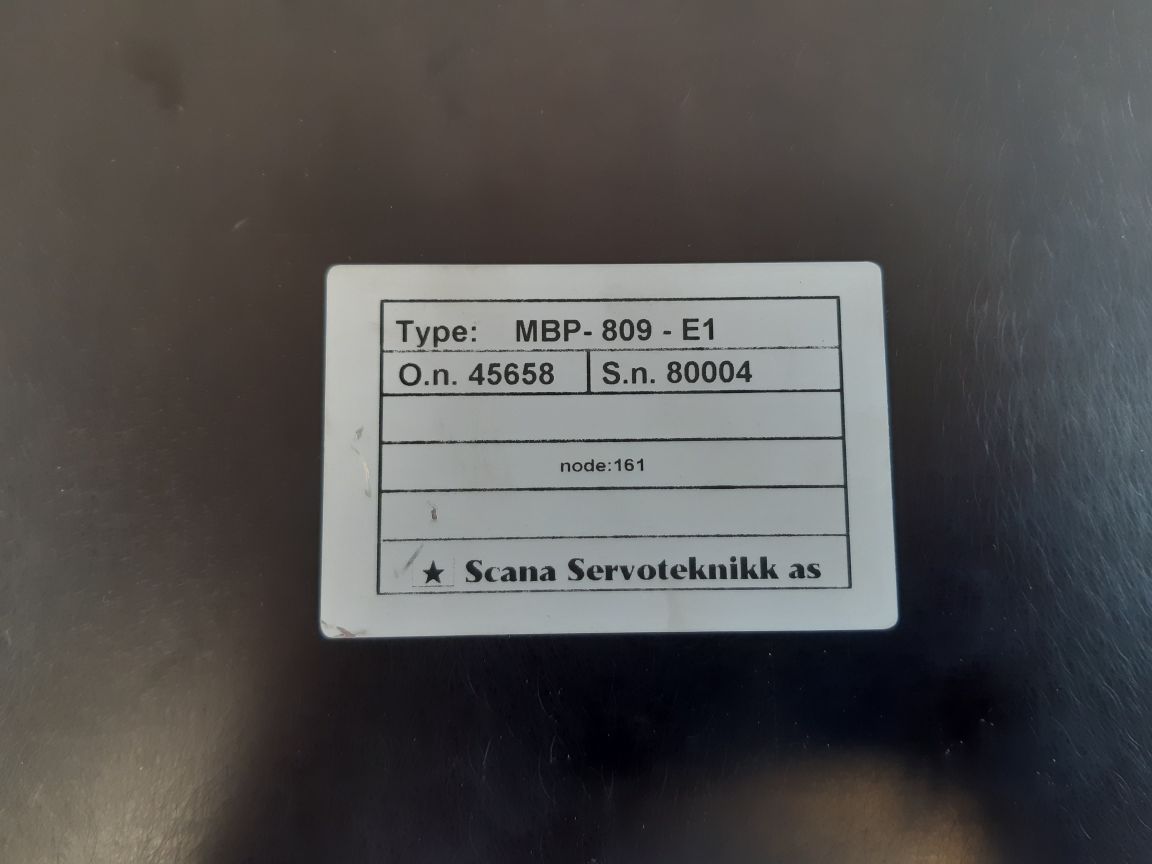 Type: MBP- 809 - E1
O.n. 45658 S.n. 80004
node:161
★ Scana Servoteknikk as